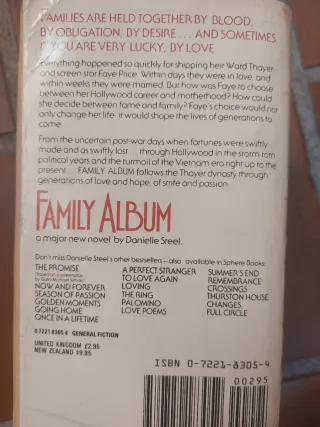 FAMILIES ARE HELD TOGETHER BY BLOOD,
BY OBLIGATION, BY DESIRE . . . AND SOMETIMES,
IF YOU ARE VERY LUCKY, BY LOVE
Everything happened so quickly for shipping heir Ward Thayer
and screen star Faye Price. Within days they were in love, and
within weeks they were married. But how was Faye to choose
between her Hollywood career and motherhood? How could
she decide between fame and family? Faye's choice would not
only change her life: it would shape the lives of generations to
come.
From the uncertain post-war days when fortunes were swiftly
made and as swiftly lost . . . through Hollywood in the storm-torn
political years and the turmoil of the Vietnam era right up to the
present . . . FAMILY ALBUM follows the Thayer dynasty through
generations of love and hope, of strife and passion.
FAMILY ALBUM
a major new novel by Danielle Steel.
Don't miss Danielle Steel's other bestsellers – also available in Sphere Books:
THE PROMISE
(based on a screenplay
by Garry Michael White)
NOW AND FOREVER
SEASON OF PASSION
GOLDEN MOMENTS
GOING HOME
ONCE IN A LIFETIME
A PERFECT STRANGER
TO LOVE AGAIN
LOVING
THE RING
PALOMINO
LOVE POEMS
SUMMER'S END
REMEMBRANCE
CROSSINGS
THURSTON HOUSE
CHANGES
FULL CIRCLE
0 7221 8305 4 GENERAL FICTION
UNITED KINGDOM £2.95
NEW ZEALAND $9.95
ISBN 0-7221-8305-4
00295